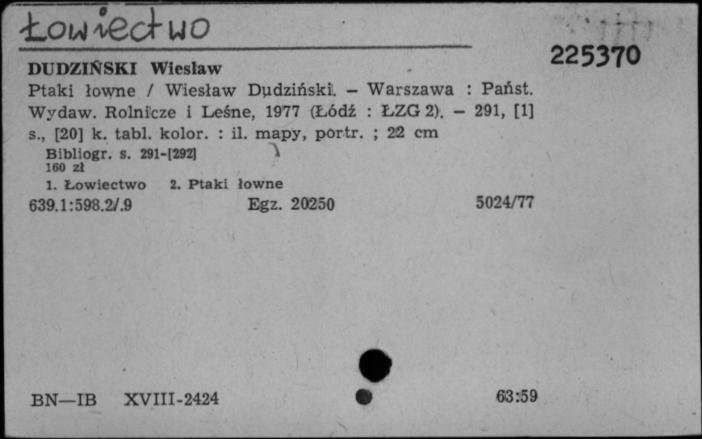 Łowiectwo
225370
DUDZIŃSKI Wiesław
Ptaki łowne / Wiesław Dudziński. — Warszawa : Państ.
Wydaw. Rolnicze i Leśne, 1977 (Łódź : ŁZG 2). — 291, [1]
s., [20] k. tabl. kolor. : il. mapy, portr. ; 22 cm
Bibliogr. s. 291-[292]
160 zł
1. Łowiectwo 2. Ptaki łowne
639.1:598.2/.9 Egz. 20250 5024/77
BN—IB XVIII-2424 63:59